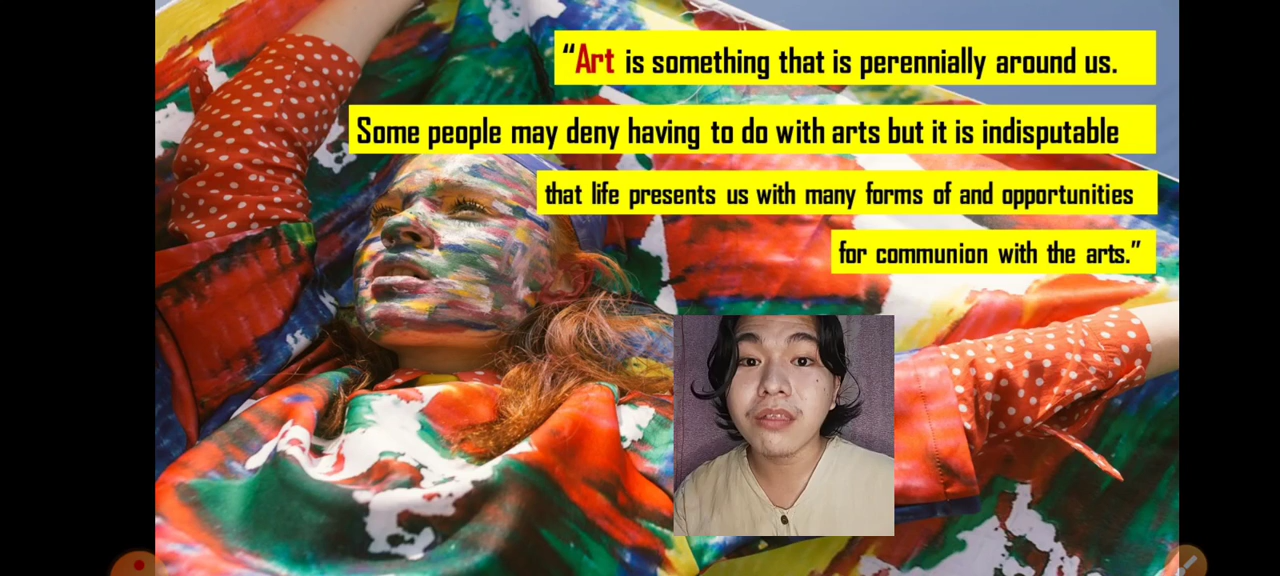 “Art is something that is perennially around us.
Some people may deny having to do with arts but it is indisputable
that life presents us with many forms of and opportunities
for communion with the arts.”